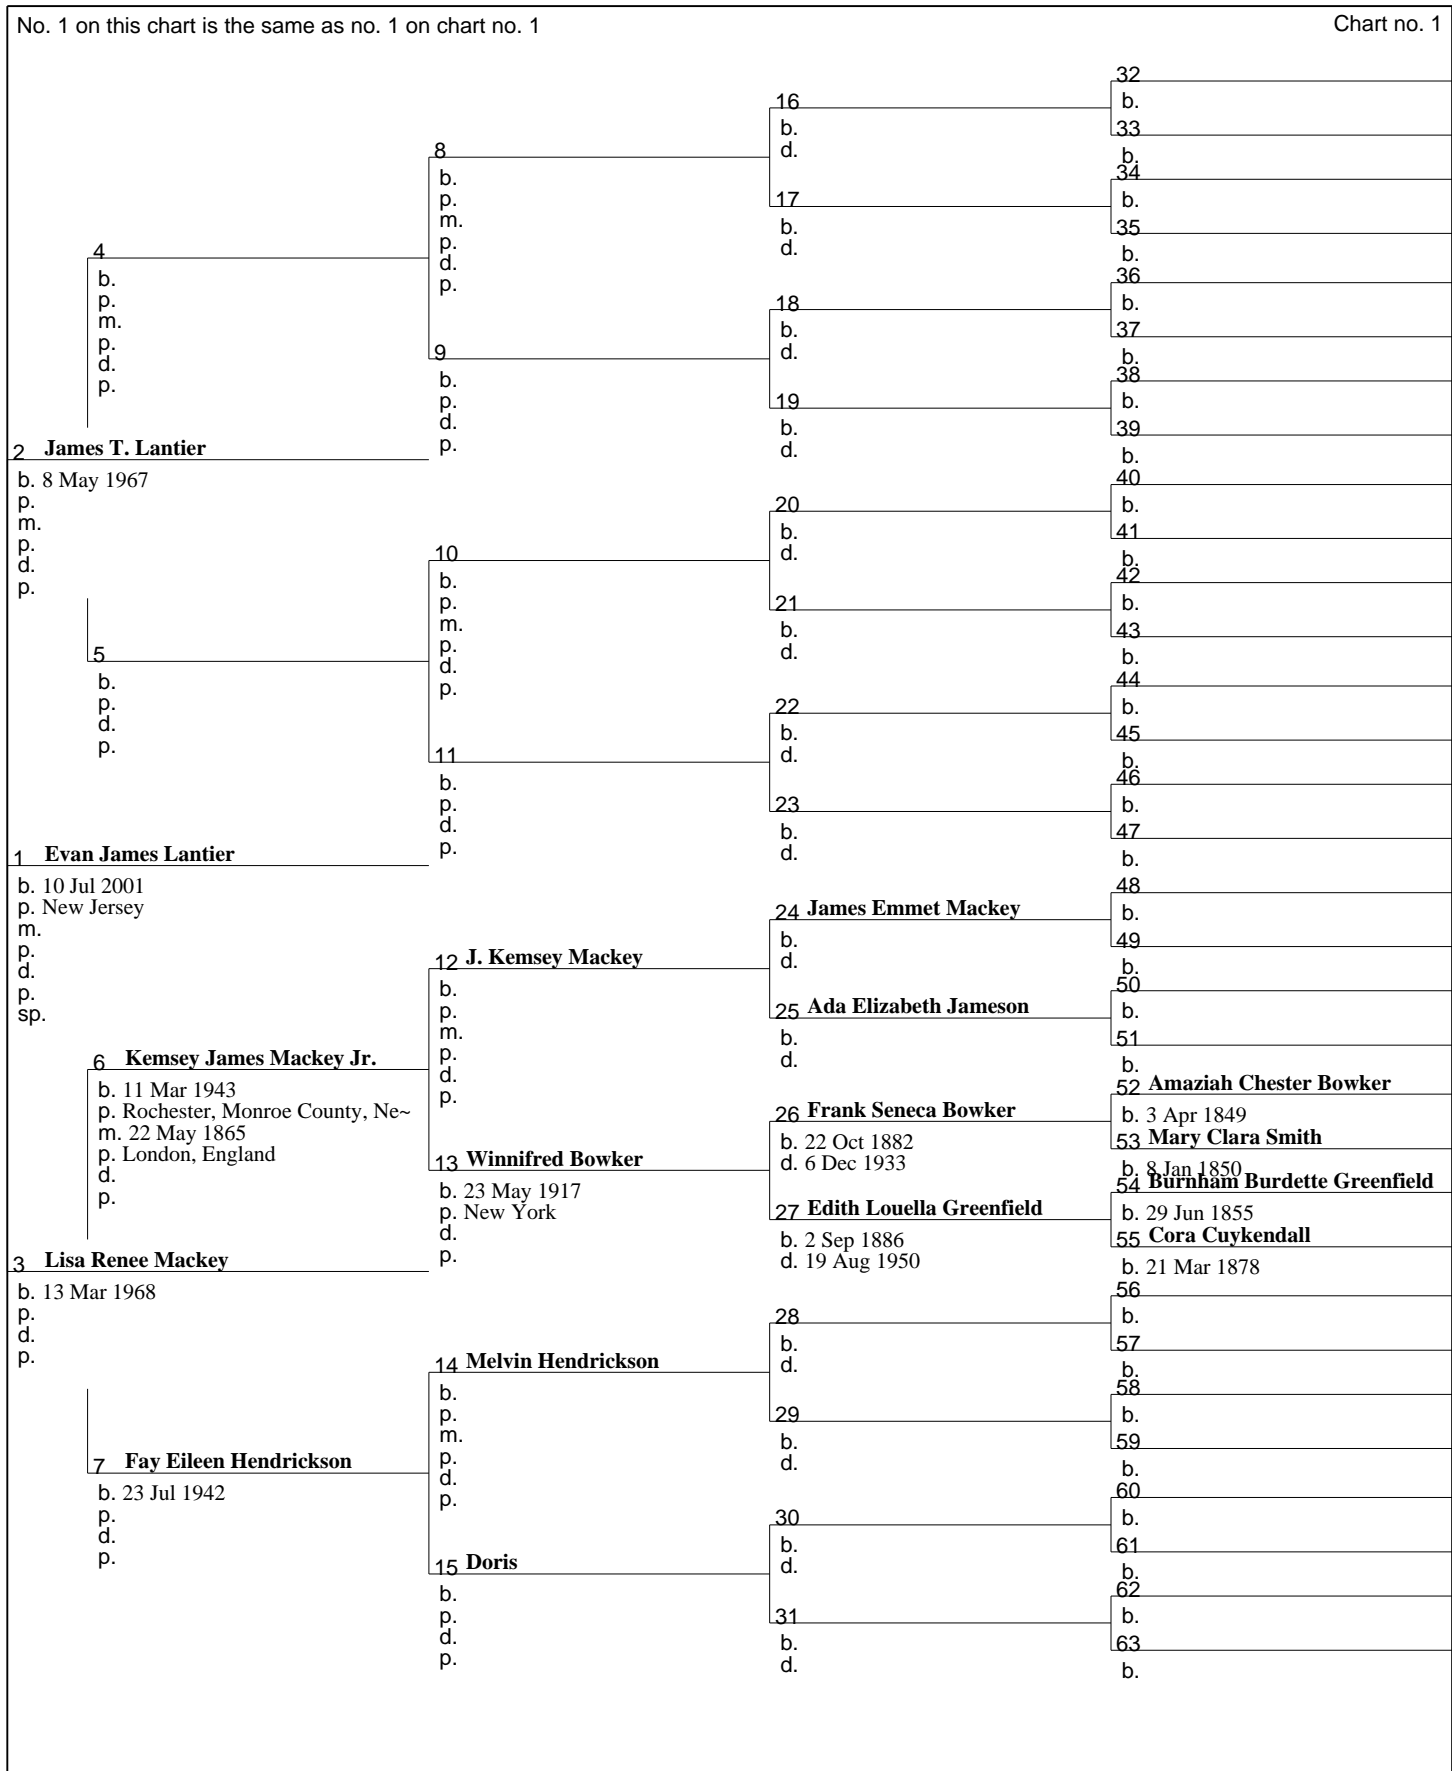 No. 1 on this chart is the same as no. 1 on chart no. 1
Chart no. 1
2 James T. Lantier
b. 8 May 1967
p.
m.
p.
d.
p.
1 Evan James Lantier
b. 10 Jul 2001
p. New Jersey
m.
p.
d.
p.
sp.
3 Lisa Renee Mackey
b. 13 Mar 1968
p.
d.
p.
4
b.
p.
m.
p.
d.
p.
5
b.
p.
d.
p.
6 Kemsey James Mackey Jr.
b. 11 Mar 1943
p. Rochester, Monroe County, Ne~
m. 22 May 1865
p. London, England
d.
p.
7 Fay Eileen Hendrickson
b. 23 Jul 1942
p.
d.
p.
8
b.
p.
m.
p.
d.
p.
9
b.
p.
d.
p.
10
b.
p.
m.
p.
d.
p.
11
b.
p.
d.
p.
12 J. Kemsey Mackey
b.
p.
m.
p.
d.
p.
13 Winnifred Bowker
b. 23 May 1917
p. New York
d.
p.
14 Melvin Hendrickson
b.
p.
m.
p.
d.
p.
15 Doris
b.
p.
d.
p.
16
b.
d.
17
b.
d.
18
b.
d.
19
b.
d.
20
b.
d.
21
b.
d.
22
b.
d.
23
b.
d.
24 James Emmet Mackey
b.
d.
25 Ada Elizabeth Jameson
b.
d.
26 Frank Seneca Bowker
b. 22 Oct 1882
d. 6 Dec 1933
27 Edith Louella Greenfield
b. 2 Sep 1886
d. 19 Aug 1950
28
b.
d.
29
b.
d.
30
b.
d.
31
b.
d.
32
b.
33
b.
34
b.
35
b.
36
b.
37
b.
38
b.
39
b.
40
b.
41
b.
42
b.
43
b.
44
b.
45
b.
46
b.
47
b.
48
b.
49
b.
50
b.
51
b.
52 Amaziah Chester Bowker
b. 3 Apr 1849
53 Mary Clara Smith
b. 8 Jan 1850
54 Burnham Burdette Greenfield
b. 29 Jun 1855
55 Cora Cuykendall
b. 21 Mar 1878
56
b.
57
b.
58
b.
59
b.
60
b.
61
b.
62
b.
63
b.